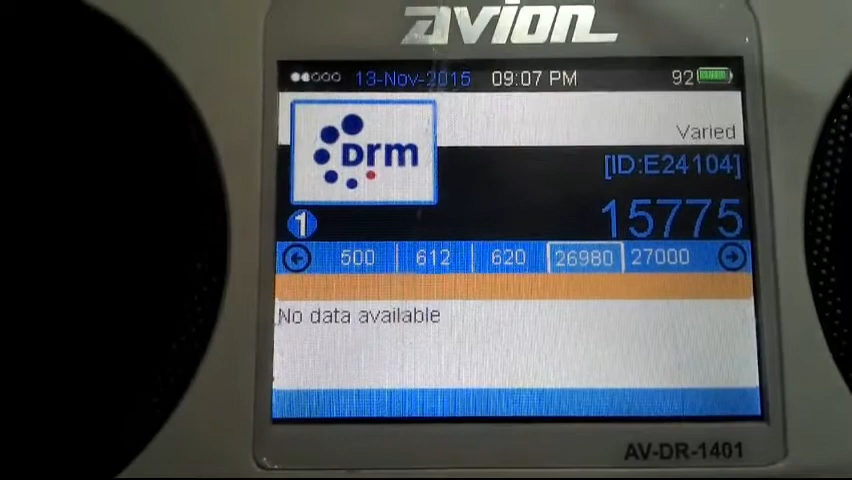 AVION
13-Nov-2015 09:07 PM 92
Drm
Varied
[ID:E24104]
1
15775
500 612 620 26980 27000
No data available
AV-DR-1401